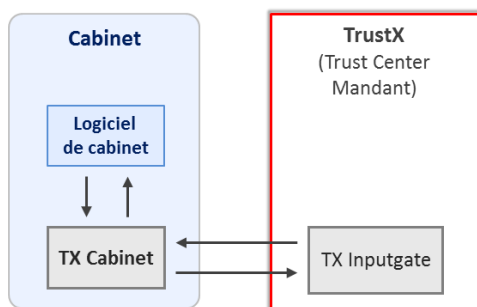 Cabinet
Logiciel
de cabinet
TX Cabinet
TrustX
(Trust Center
Mandant)
TX Inputgate